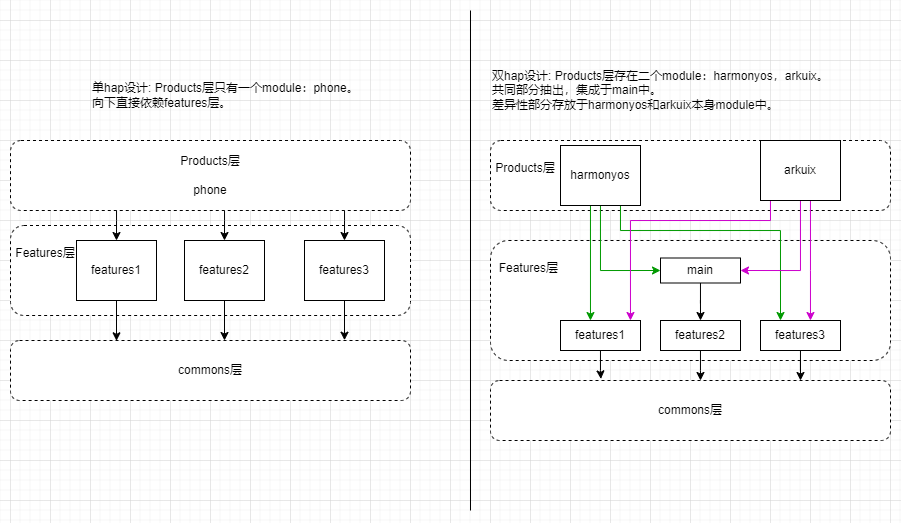 单hap设计: Products层只有一个module：phone。
向下直接依赖features层。
Products层
phone
Features层
features1
features2
features3
commons层
双hap设计: Products层存在二个module：harmonyos，arkuix。
共同部分抽出，集成于main中。
差异性部分存放于harmonyos和arkuix本身module中。
Products层
harmonyos
arkuix
Features层
main
features1
features2
features3
commons层